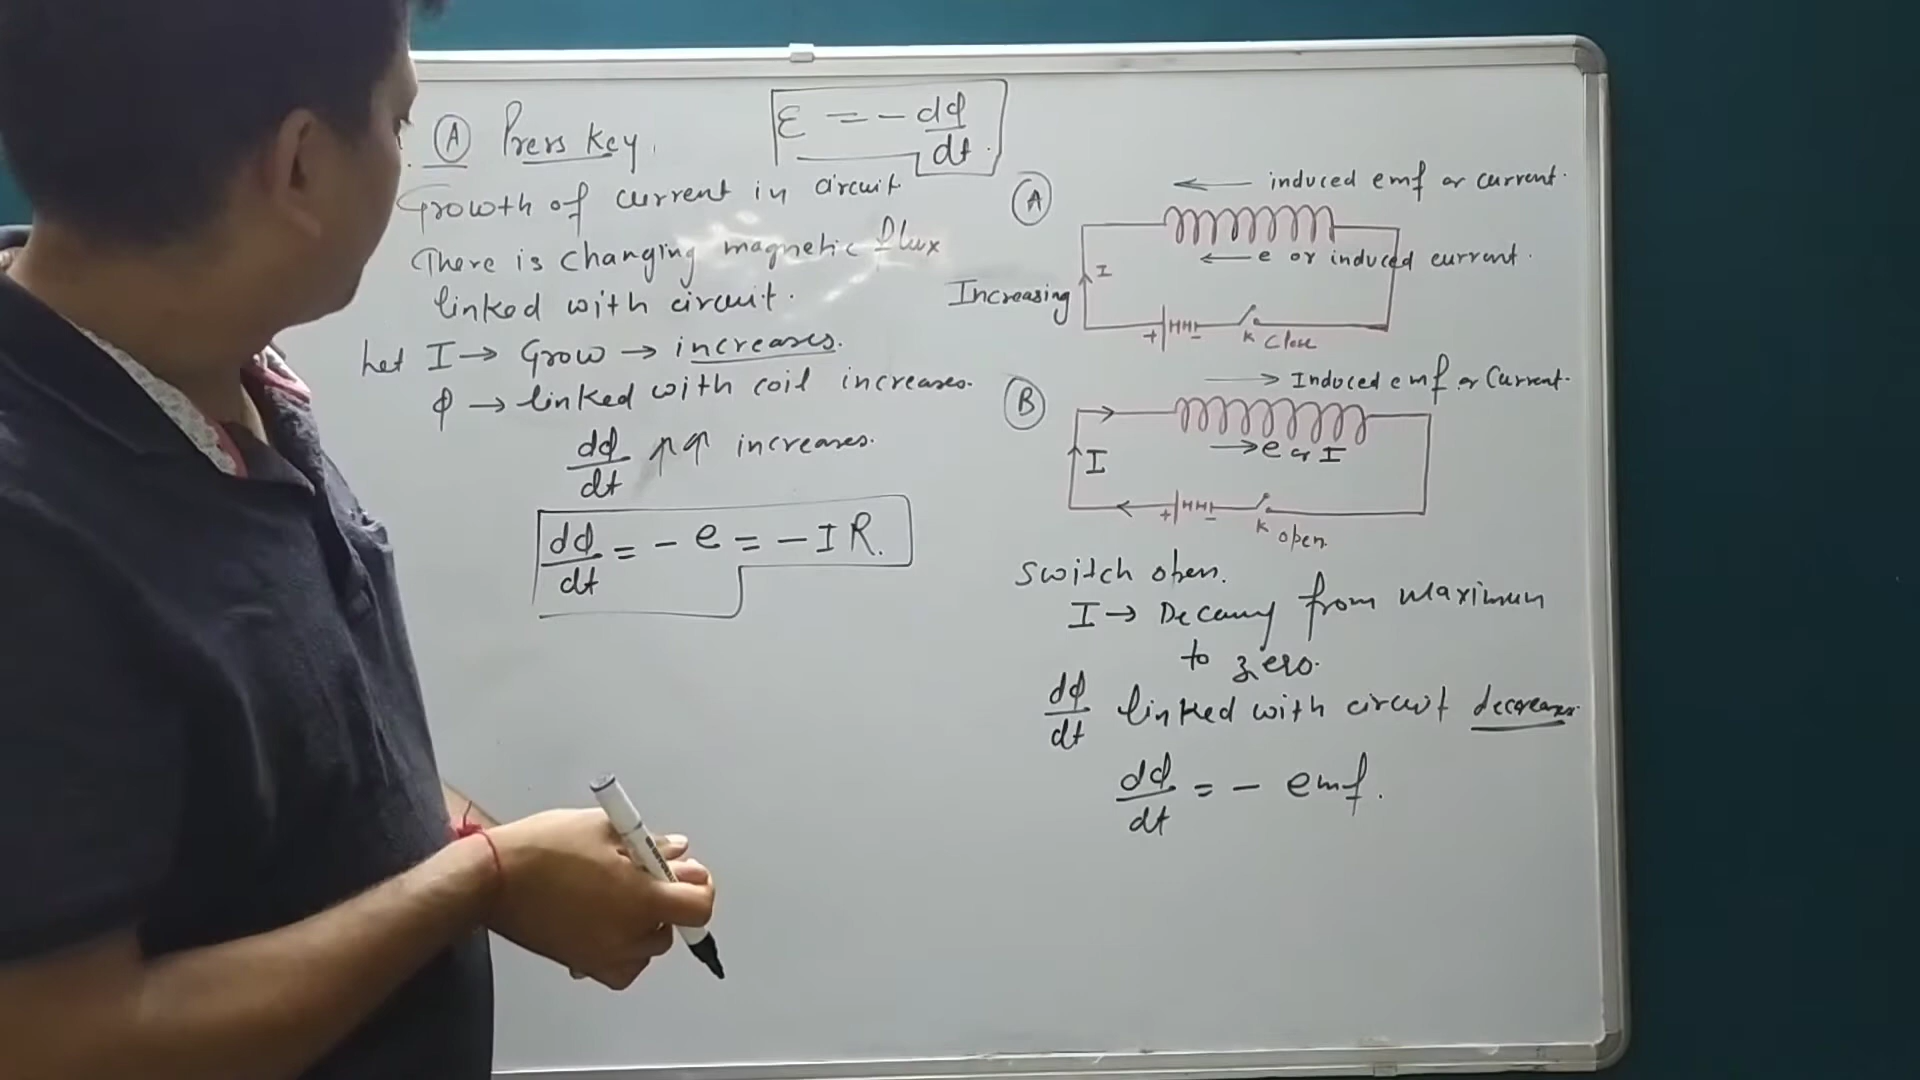 A Press Key.
ε = - dφ/dt.
Growth of current in circuit
There is changing magnetic flux
linked with circuit.
Let I → Grow → increases.
φ → linked with coil increases.
dφ/dt ↑↑ increases.
dφ/dt = - e = - I R.
A
← induced emf or current.
← e or induced current.
I
Increasing
+ -
K Close
B
→ Induced emf or Current.
→ e or I
I
+ -
K open.
Switch open.
I → Decany from maximum
to zero.
dφ/dt linked with circuit decreases.
dφ/dt = - emf.